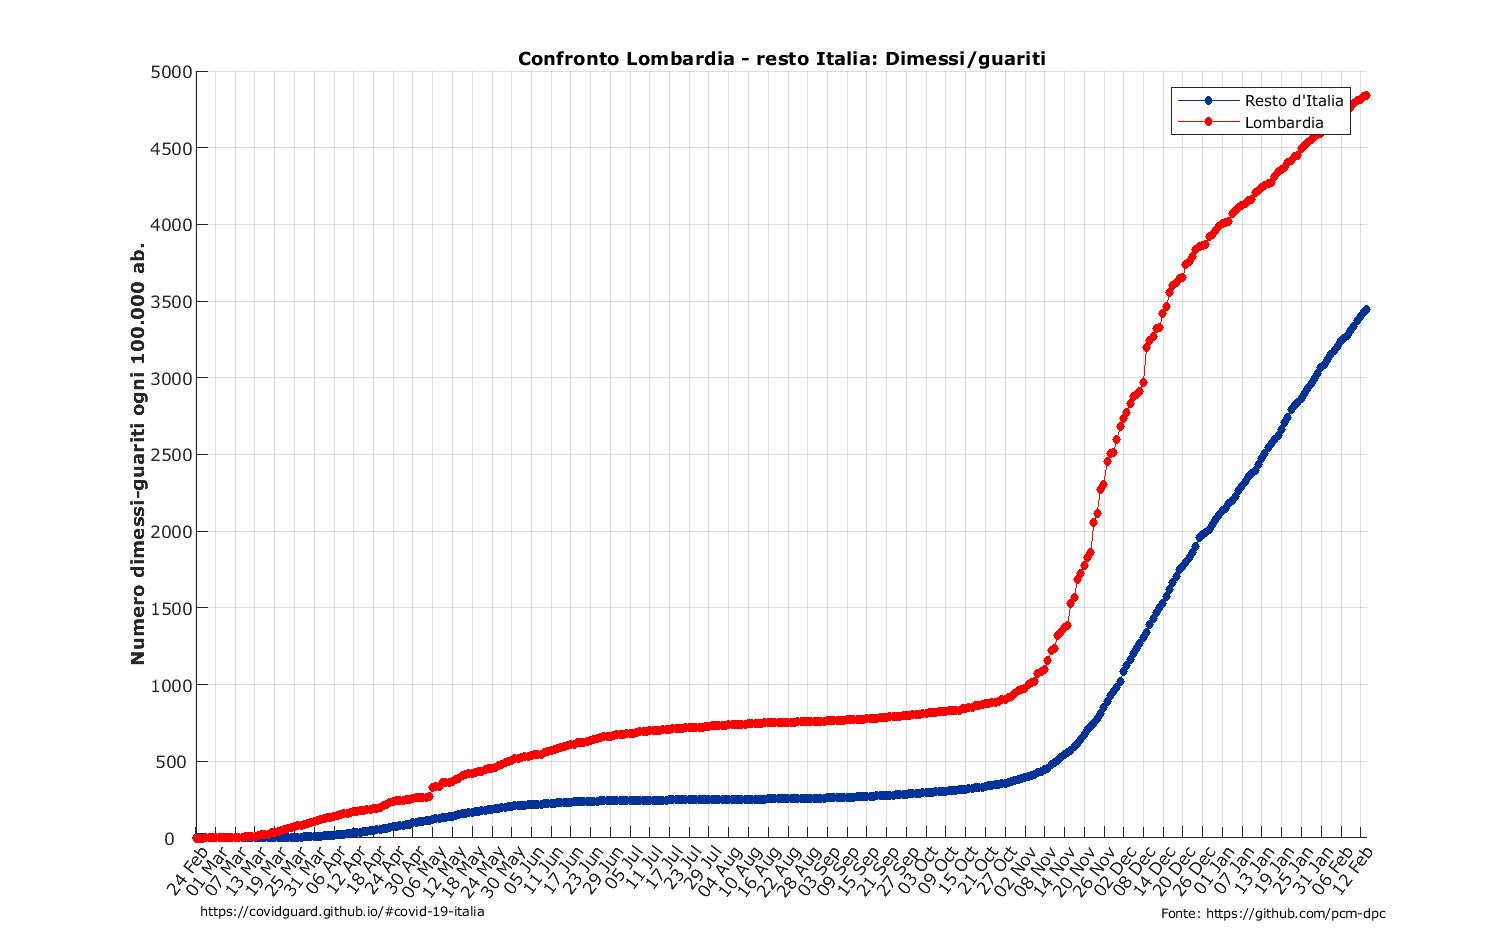 Confronto Lombardia - resto Italia: Dimessi/guariti
Resto d'Italia
Lombardia
Numero dimessi-guariti ogni 100.000 ab.
5000
4500
4000
3500
3000
2500
2000
1500
1000
500
0
24 Feb
01 Mar
07 Mar
13 Mar
19 Mar
25 Mar
31 Mar
06 Apr
12 Apr
18 Apr
24 Apr
30 Apr
06 May
12 May
18 May
24 May
30 May
05 Jun
11 Jun
17 Jun
23 Jun
29 Jun
05 Jul
11 Jul
17 Jul
23 Jul
29 Jul
04 Aug
10 Aug
16 Aug
22 Aug
28 Aug
03 Sep
09 Sep
15 Sep
21 Sep
27 Sep
03 Oct
09 Oct
15 Oct
21 Oct
27 Oct
02 Nov
08 Nov
14 Nov
20 Nov
26 Nov
02 Dec
08 Dec
14 Dec
20 Dec
26 Dec
01 Jan
07 Jan
13 Jan
19 Jan
25 Jan
31 Jan
06 Feb
12 Feb
https://covidguard.github.io/#covid-19-italia
Fonte: https://github.com/pcm-dpc